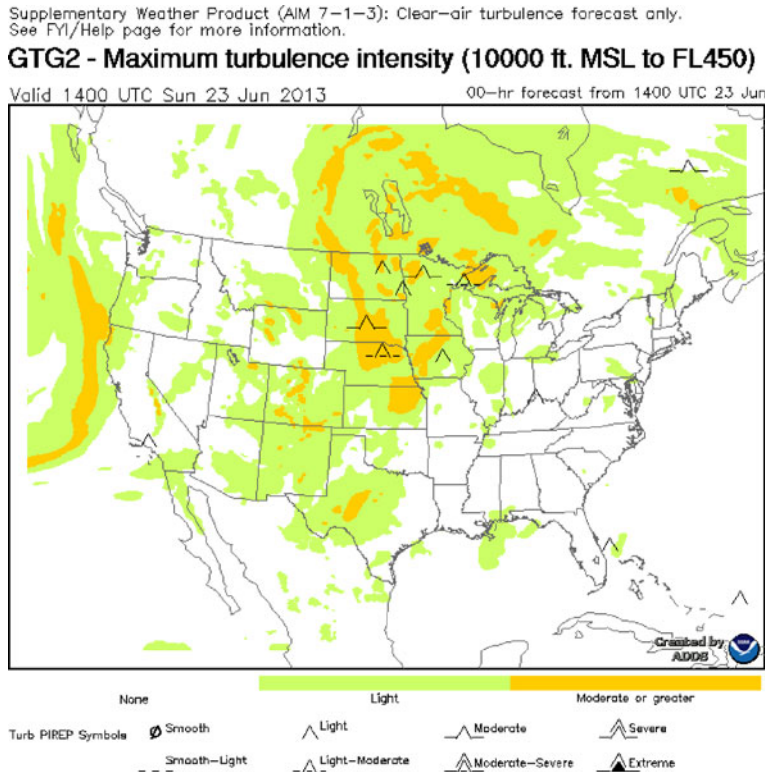 Supplementary Weather Product (AIM 7-1-3): Clear-air turbulence forecast only.
See FYI/Help page for more information.
GTG2 - Maximum turbulence intensity (10000 ft. MSL to FL450)
Valid 1400 UTC Sun 23 Jun 2013 00-hr forecast from 1400 UTC 23 Jun
Created by
ADDS
None Light Moderate or greater
Turb PIREP Symbols Smooth Light Moderate Severe
Smooth-Light Light-Moderate Moderate-Severe Extreme